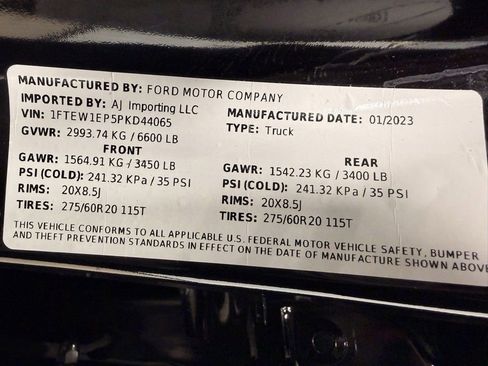 MANUFACTURED BY: FORD MOTOR COMPANY
IMPORTED BY: AJ Importing LLC
MANUFACTURED DATE: 01/2023
VIN: 1FTEW1EP5PKD44065
TYPE: Truck
GVWR: 2993.74 KG / 6600 LB
FRONT
REAR
GAWR: 1564.91 KG / 3450 LB
GAWR: 1542.23 KG / 3400 LB
PSI (COLD): 241.32 KPa / 35 PSI
PSI (COLD): 241.32 KPa / 35 PSI
RIMS: 20X8.5J
RIMS: 20X8.5J
TIRES: 275/60R20 115T
TIRES: 275/60R20 115T
THIS VEHICLE CONFORMS TO ALL APPLICABLE U.S. FEDERAL MOTOR VEHICLE SAFETY, BUMPER
AND THEFT PREVENTION STANDARDS IN EFFECT ON THE DATE OF MANUFACTURE SHOWN ABOVE